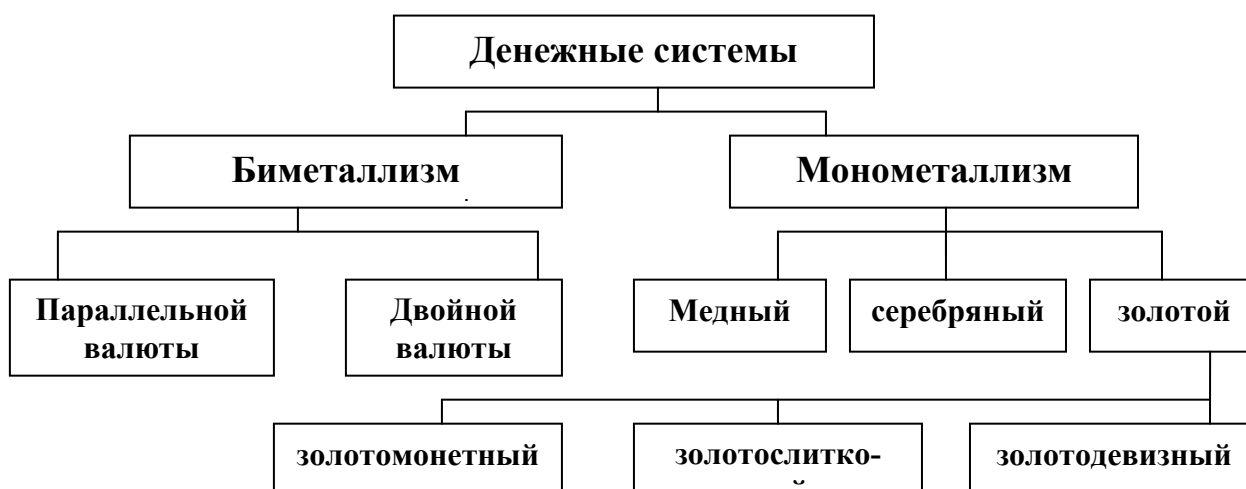 Денежные системы
Биметаллизм
Монометаллизм
Параллельной
валюты
Двойной
валюты
Медный
серебряный
золотой
золотомонетный
золотослитко-
золотодевизный